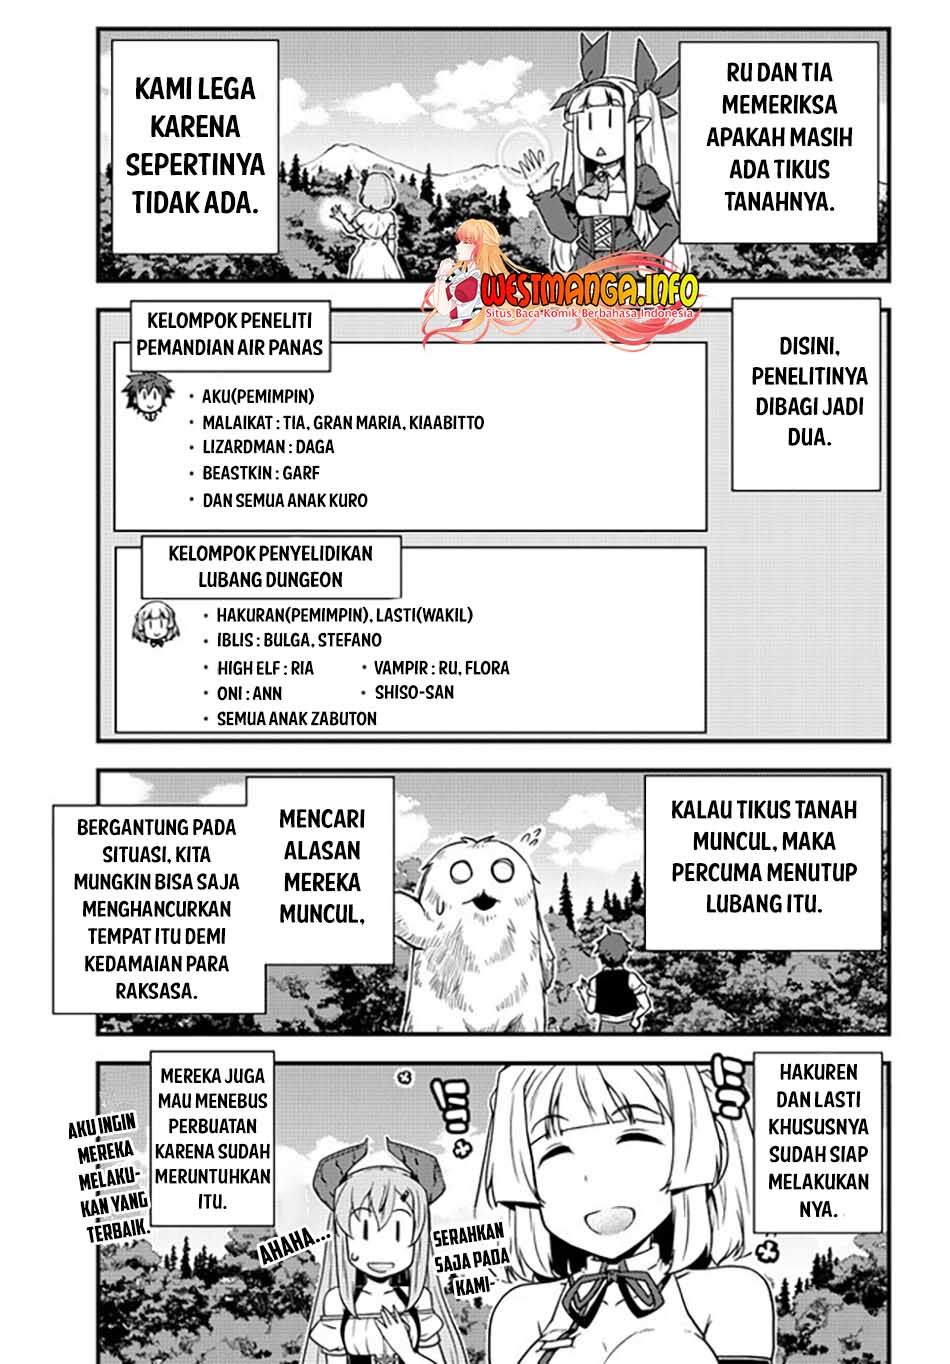 RU DAN TIA
MEMERIKSA
APAKAH MASIH
ADA TIKUS
TANAHNYA.
KAMI LEGA
KARENA
SEPERTINYA
TIDAK ADA.
WESTMANGA.INFO
Situs Baca Komik Berbahasa Indonesia
DISINI,
PENELITINYA
DIBAGI JADI
DUA.
KELOMPOK PENELITI
PEMANDIAN AIR PANAS
• AKU(PEMIMPIN)
• MALAIKAT : TIA, GRAN MARIA, KIAABITTO
• LIZARDMAN : DAGA
• BEASTKIN : GARF
• DAN SEMUA ANAK KURO
KELOMPOK PENYELIDIKAN
LUBANG DUNGEON
• HAKURAN(PEMIMPIN), LASTI(WAKIL)
• IBLIS : BULGA, STEFANO
• HIGH ELF : RIA • VAMPIR : RU, FLORA
• ONI : ANN • SHISO-SAN
• SEMUA ANAK ZABUTON
KALAU TIKUS TANAH
MUNCUL, MAKA
PERCUMA MENUTUP
LUBANG ITU.
MENCARI
ALASAN
MEREKA
MUNCUL,
BERGANTUNG PADA
SITUASI, KITA
MUNGKIN BISA SAJA
MENGHANCURKAN
TEMPAT ITU DEMI
KEDAMAIAN PARA
RAKSASA.
HAKUREN
DAN LASTI
KHUSUSNYA
SUDAH SIAP
MELAKUKAN
NYA.
SERAHKAN
SAJA PADA
KAMI~
MEREKA JUGA
MAU MENEBUS
PERBUATAN
KARENA SUDAH
MERUNTUHKAN
ITU.
AHAHA...
AKU INGIN
MEREKA
MELAKU-
KAN YANG
TERBAIK.